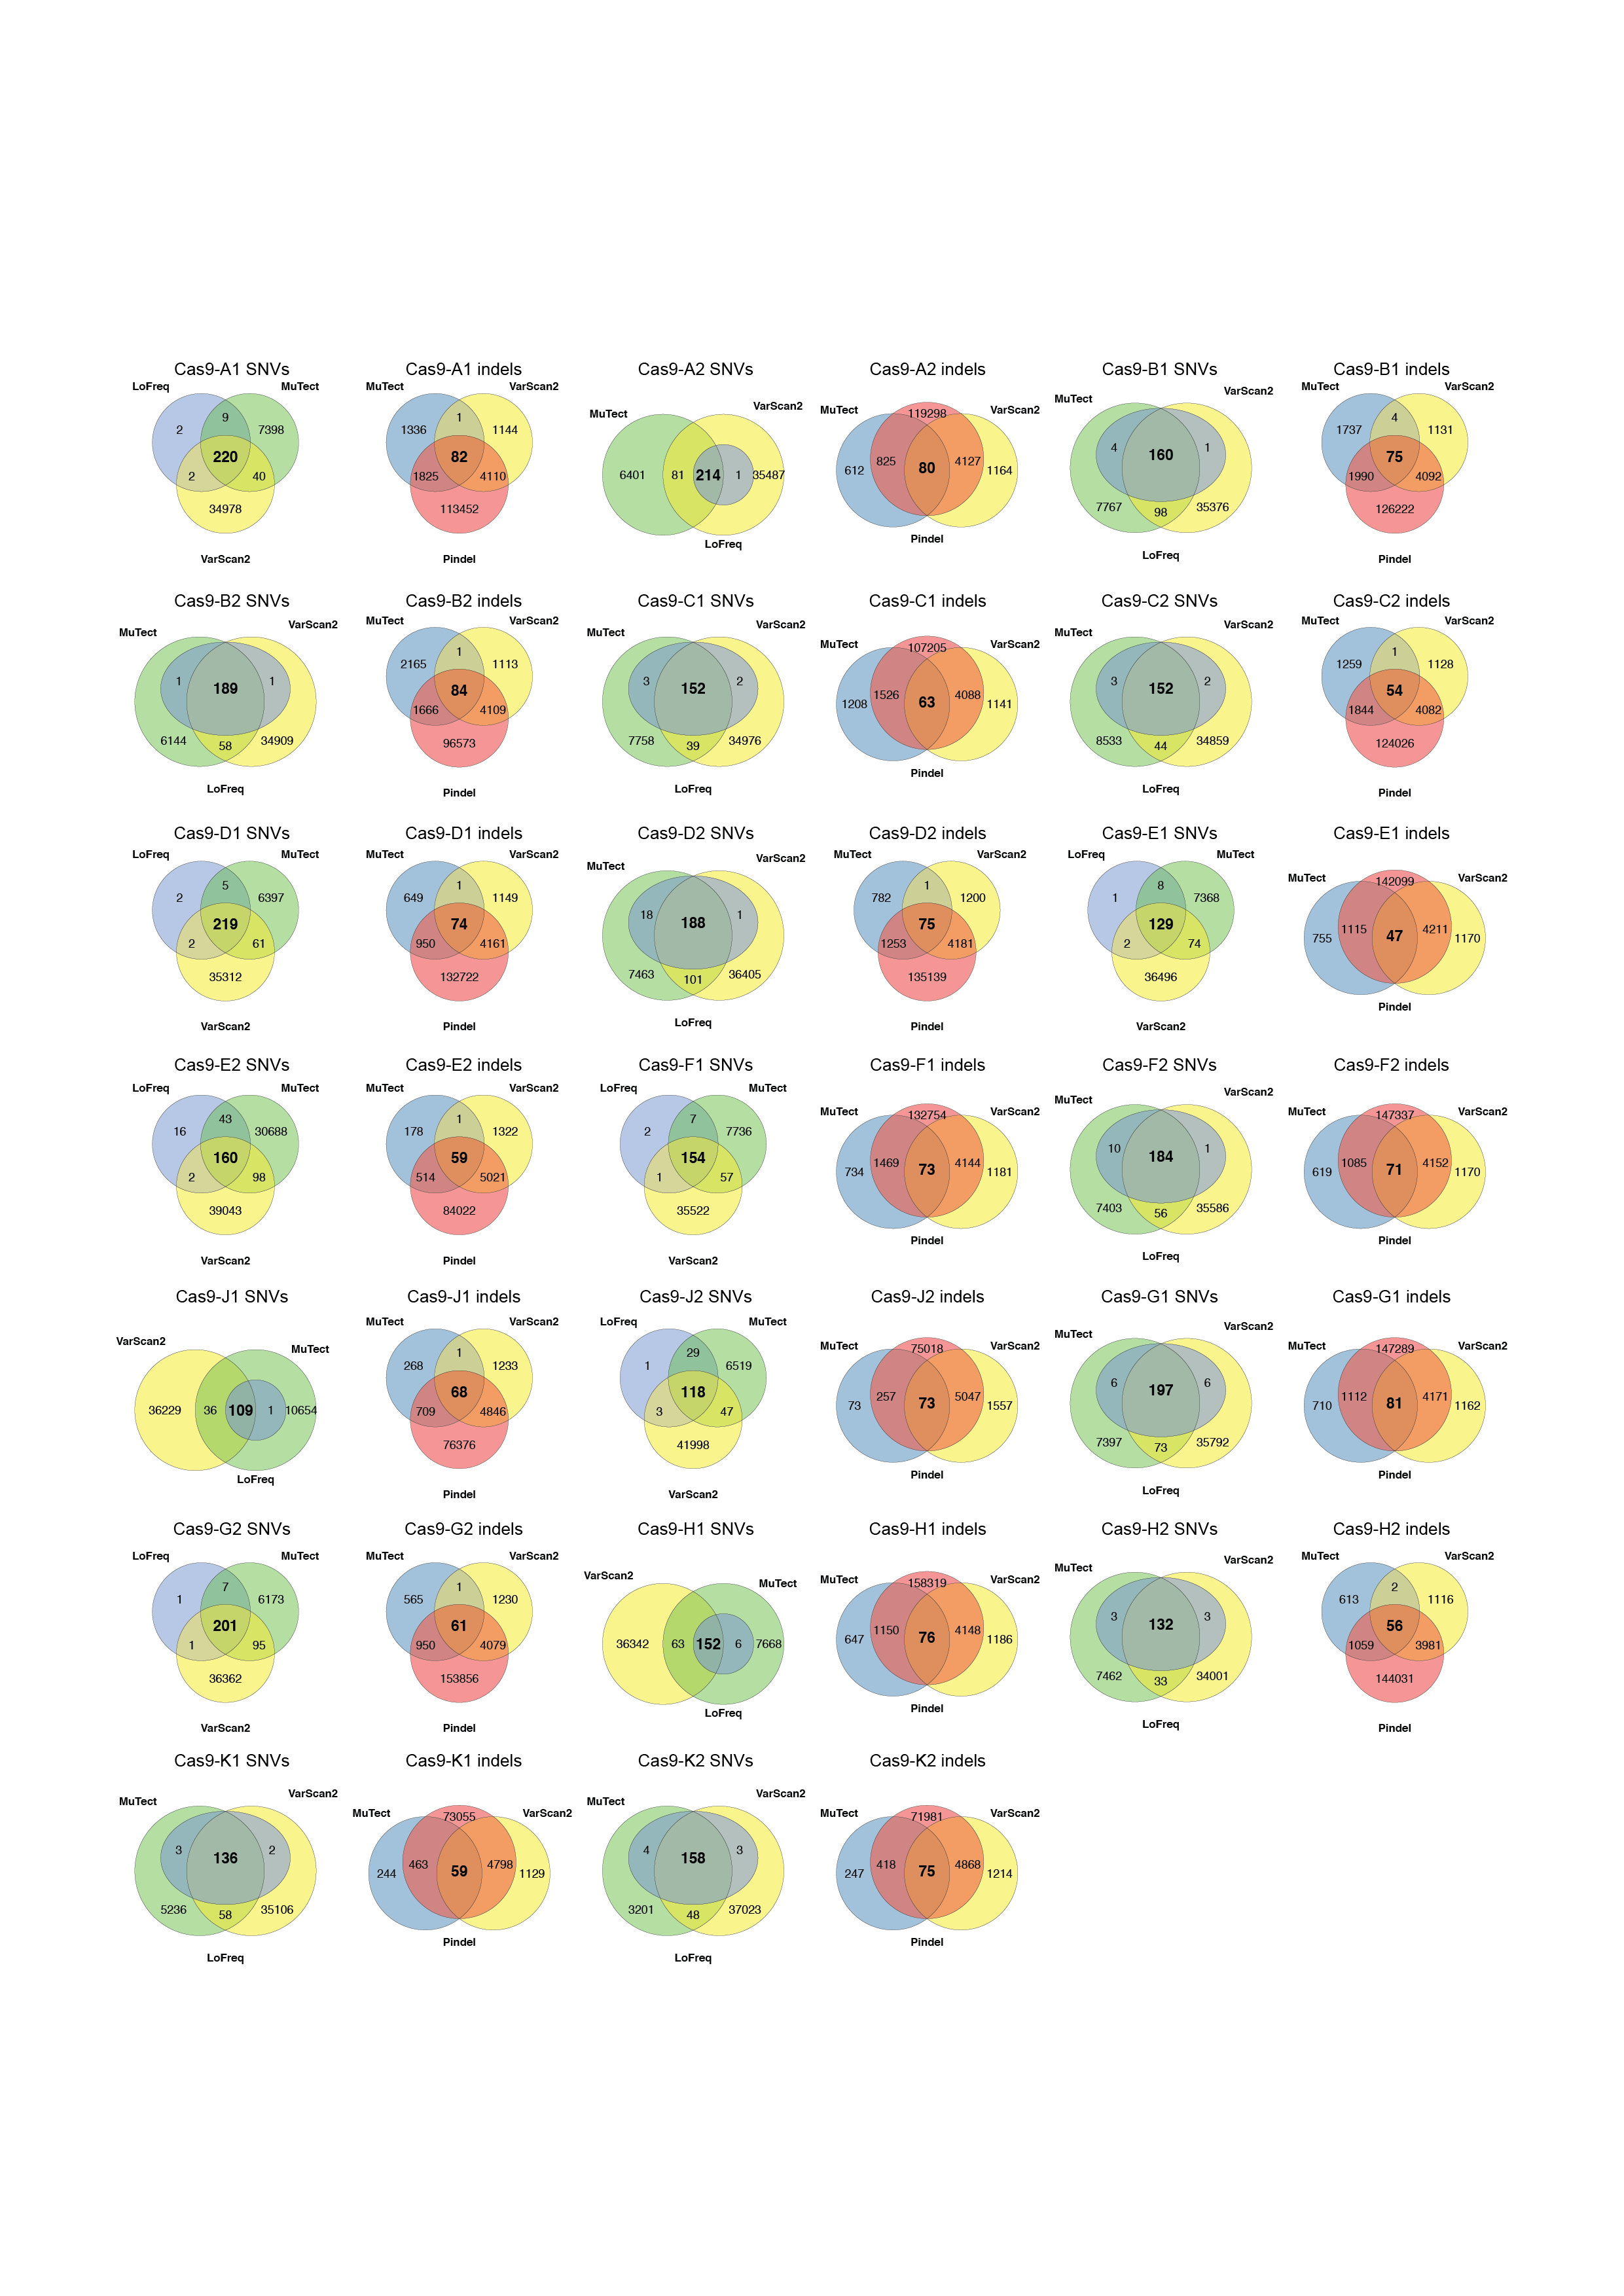 Cas9-A1 SNVs
LoFreq
MuTect
9
2
7398
220
2
40
34978
VarScan2
Cas9-A1 indels
MuTect
VarScan2
1
1336
1144
82
1825
4110
113452
Pindel
Cas9-A2 SNVs
MuTect
VarScan2
6401
81
214
1
35487
LoFreq
Cas9-A2 indels
MuTect
VarScan2
119298
612
825
80
4127
1164
Pindel
Cas9-B1 SNVs
MuTect
VarScan2
4
160
1
7767
98
35376
LoFreq
Cas9-B1 indels
MuTect
VarScan2
4
1737
1131
75
1990
4092
126222
Pindel
Cas9-B2 SNVs
MuTect
VarScan2
1
189
1
6144
58
34909
LoFreq
Cas9-B2 indels
MuTect
VarScan2
1
2165
1113
84
1666
4109
96573
Pindel
Cas9-C1 SNVs
MuTect
VarScan2
3
152
2
7758
39
34976
LoFreq
Cas9-C1 indels
MuTect
VarScan2
107205
1208
1526
63
4088
1141
Pindel
Cas9-C2 SNVs
MuTect
VarScan2
3
152
2
8533
44
34859
LoFreq
Cas9-C2 indels
MuTect
VarScan2
1
1259
1128
54
1844
4082
124026
Pindel
Cas9-D1 SNVs
LoFreq
MuTect
5
2
6397
219
2
61
35312
VarScan2
Cas9-D1 indels
MuTect
VarScan2
1
649
1149
74
950
4161
132722
Pindel
Cas9-D2 SNVs
MuTect
VarScan2
18
188
1
7463
101
36405
LoFreq
Cas9-D2 indels
MuTect
VarScan2
1
782
1200
75
1253
4181
135139
Pindel
Cas9-E1 SNVs
LoFreq
MuTect
8
1
7368
129
2
74
36496
VarScan2
Cas9-E1 indels
MuTect
VarScan2
142099
755
1115
47
4211
1170
Pindel
Cas9-E2 SNVs
LoFreq
MuTect
43
16
30688
160
2
98
39043
VarScan2
Cas9-E2 indels
MuTect
VarScan2
1
178
1322
59
514
5021
84022
Pindel
Cas9-F1 SNVs
LoFreq
MuTect
7
2
7736
154
1
57
35522
VarScan2
Cas9-F1 indels
MuTect
VarScan2
132754
734
1469
73
4144
1181
Pindel
Cas9-F2 SNVs
MuTect
VarScan2
10
184
1
7403
56
35586
LoFreq
Cas9-F2 indels
MuTect
VarScan2
147337
619
1085
71
4152
1170
Pindel
Cas9-J1 SNVs
VarScan2
MuTect
36229
36
109
1
10654
LoFreq
Cas9-J1 indels
MuTect
VarScan2
1
268
1233
68
709
4846
76376
Pindel
Cas9-J2 SNVs
LoFreq
MuTect
29
1
6519
118
3
47
41998
VarScan2
Cas9-J2 indels
MuTect
VarScan2
75018
73
257
73
5047
1557
Pindel
Cas9-G1 SNVs
MuTect
VarScan2
6
197
6
7397
73
35792
LoFreq
Cas9-G1 indels
MuTect
VarScan2
147289
710
1112
81
4171
1162
Pindel
Cas9-G2 SNVs
LoFreq
MuTect
7
1
6173
201
1
95
36362
VarScan2
Cas9-G2 indels
MuTect
VarScan2
1
565
1230
61
950
4079
153856
Pindel
Cas9-H1 SNVs
VarScan2
MuTect
36342
63
152
6
7668
LoFreq
Cas9-H1 indels
MuTect
VarScan2
158319
647
1150
76
4148
1186
Pindel
Cas9-H2 SNVs
MuTect
VarScan2
3
132
3
7462
33
34001
LoFreq
Cas9-H2 indels
MuTect
VarScan2
2
613
1116
56
1059
3981
144031
Pindel
Cas9-K1 SNVs
MuTect
VarScan2
3
136
2
5236
58
35106
LoFreq
Cas9-K1 indels
MuTect
VarScan2
73055
244
463
59
4798
1129
Pindel
Cas9-K2 SNVs
MuTect
VarScan2
4
158
3
3201
48
37023
LoFreq
Cas9-K2 indels
MuTect
VarScan2
71981
247
418
75
4868
1214
Pindel